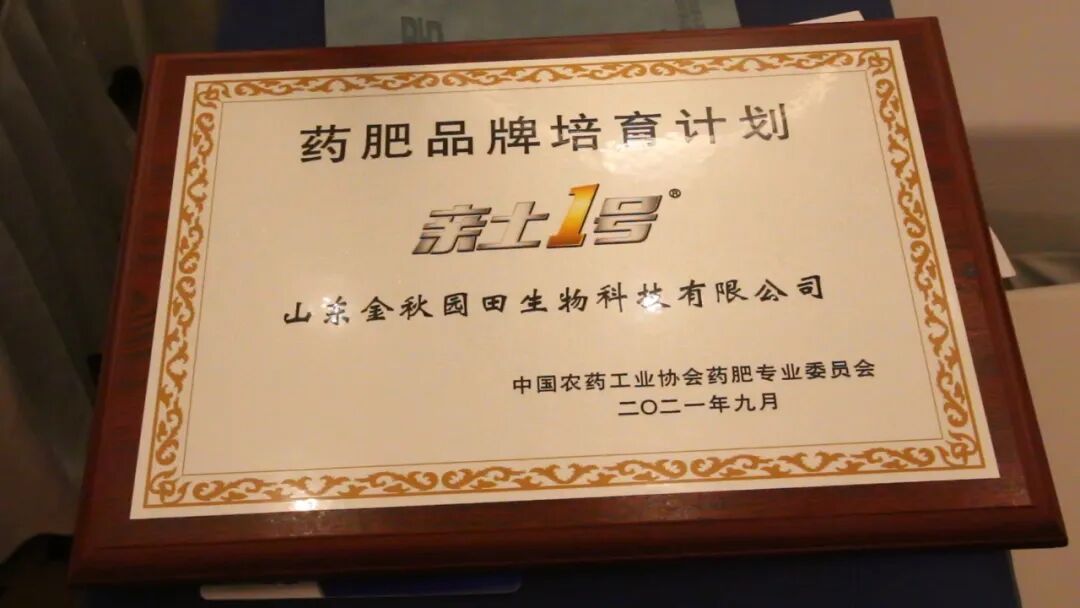 药肥品牌培育计划
亲土1号®
山东金秋园田生物科技有限公司
中国农药工业协会药肥专业委员会
二〇二一年九月